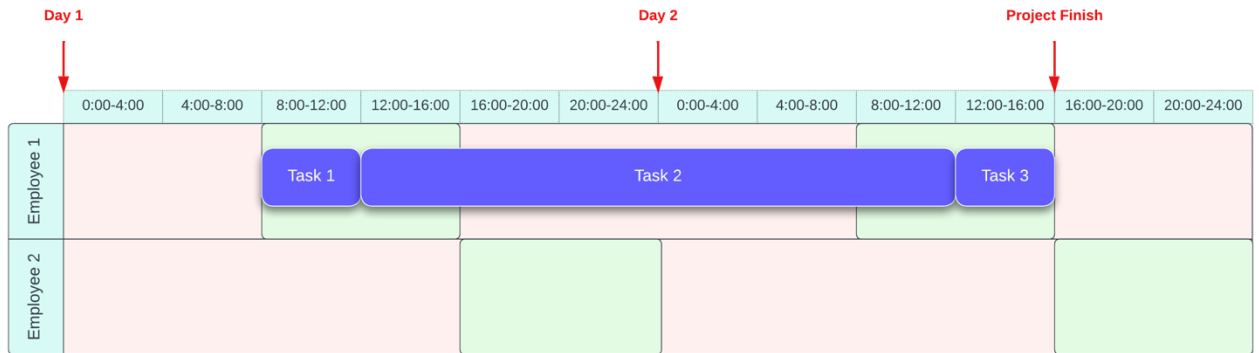 Day 1
Day 2
Project Finish
0:00-4:00
4:00-8:00
8:00-12:00
12:00-16:00
16:00-20:00
20:00-24:00
0:00-4:00
4:00-8:00
8:00-12:00
12:00-16:00
16:00-20:00
20:00-24:00
Employee 1
Task 1
Task 2
Task 3
Employee 2